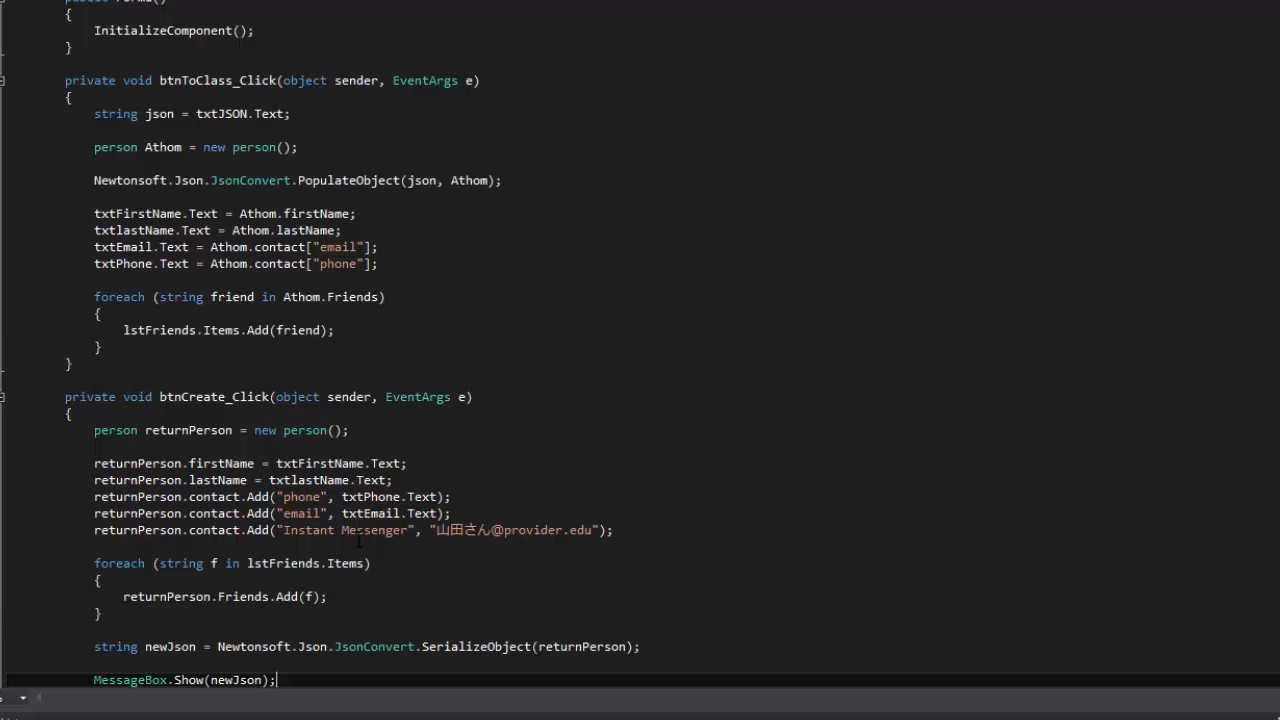 {
InitializeComponent();
}
private void btnToClass_Click(object sender, EventArgs e)
{
string json = txtJSON.Text;
person Athom = new person();
Newtonsoft.Json.JsonConvert.PopulateObject(json, Athom);
txtFirstName.Text = Athom.firstName;
txtlastName.Text = Athom.lastName;
txtEmail.Text = Athom.contact["email"];
txtPhone.Text = Athom.contact["phone"];
foreach (string friend in Athom.Friends)
{
lstFriends.Items.Add(friend);
}
}
private void btnCreate_Click(object sender, EventArgs e)
{
person returnPerson = new person();
returnPerson.firstName = txtFirstName.Text;
returnPerson.lastName = txtlastName.Text;
returnPerson.contact.Add("phone", txtPhone.Text);
returnPerson.contact.Add("email", txtEmail.Text);
returnPerson.contact.Add("Instant Messenger", "山田さん@provider.edu");
foreach (string f in lstFriends.Items)
{
returnPerson.Friends.Add(f);
}
string newJson = Newtonsoft.Json.JsonConvert.SerializeObject(returnPerson);
MessageBox.Show(newJson);